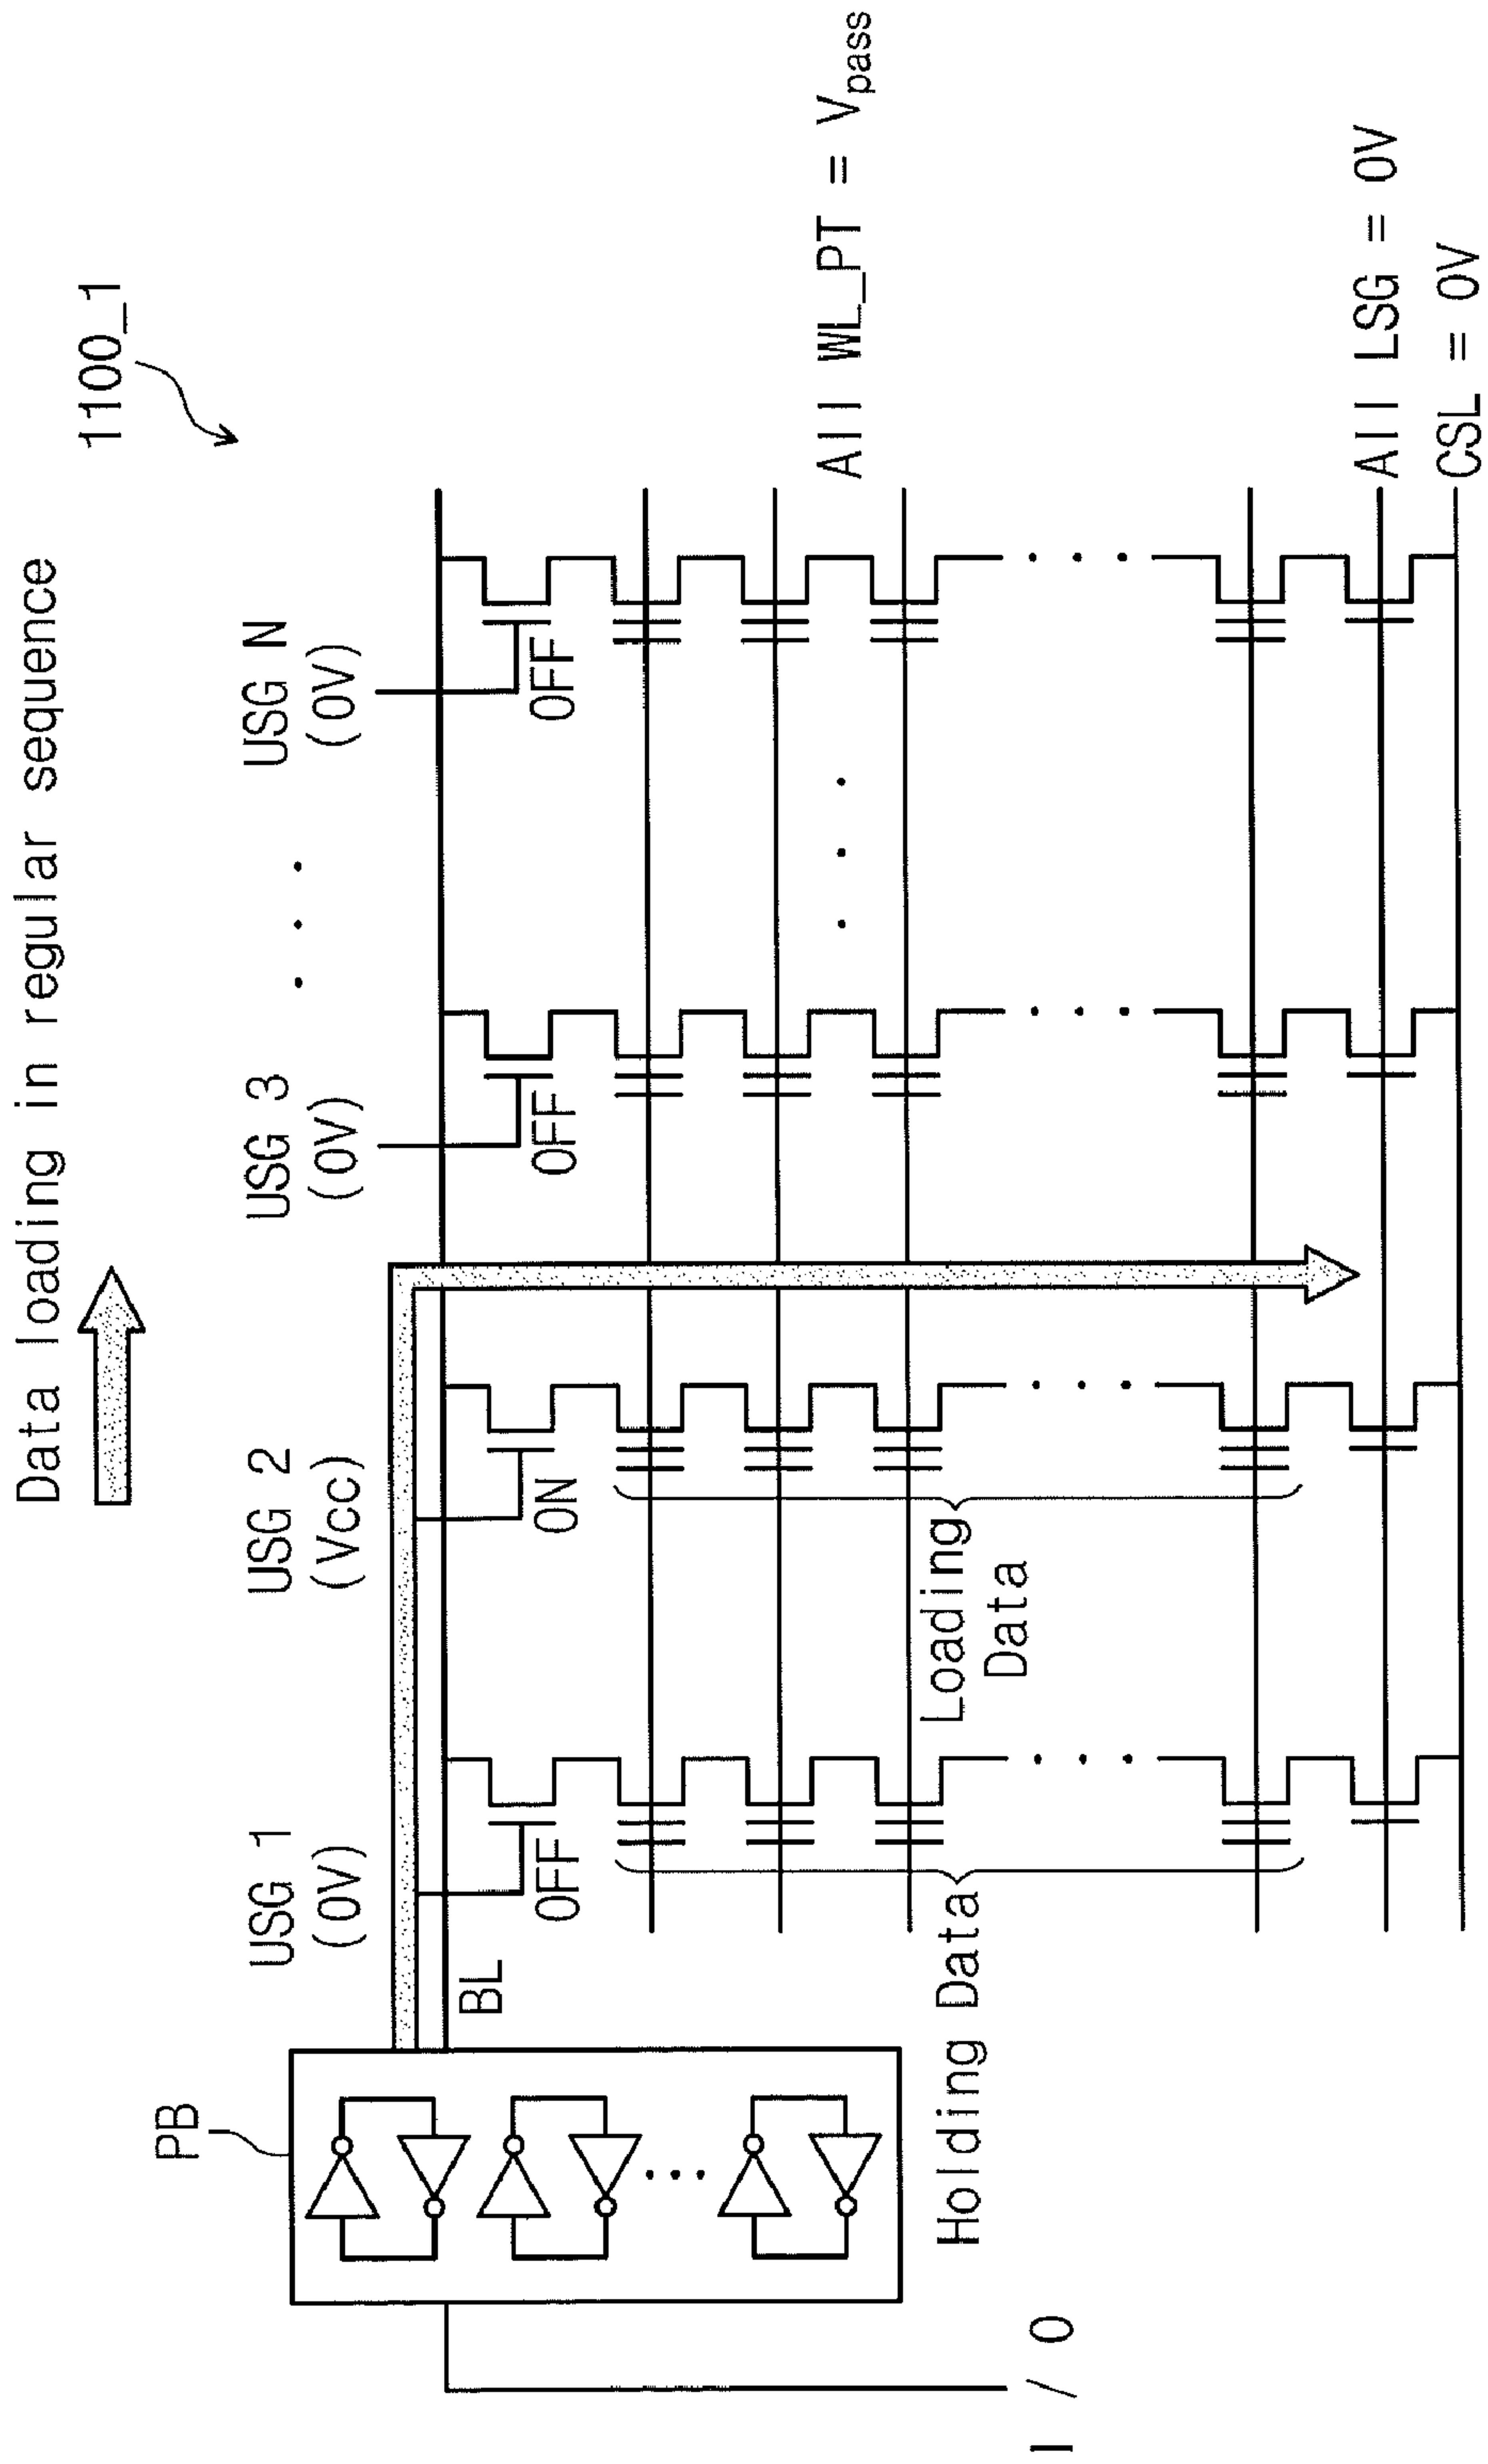 Data loading in regular sequence
1100_1
USG 1
(0V)
USG 2
(Vcc)
USG 3
(0V)
USG N
(0V)
PB
BL
OFF
ON
OFF
OFF
All WL_PT = Vpass
Loading
Data
Holding Data
All LSG = 0V
CSL = 0V
I/O